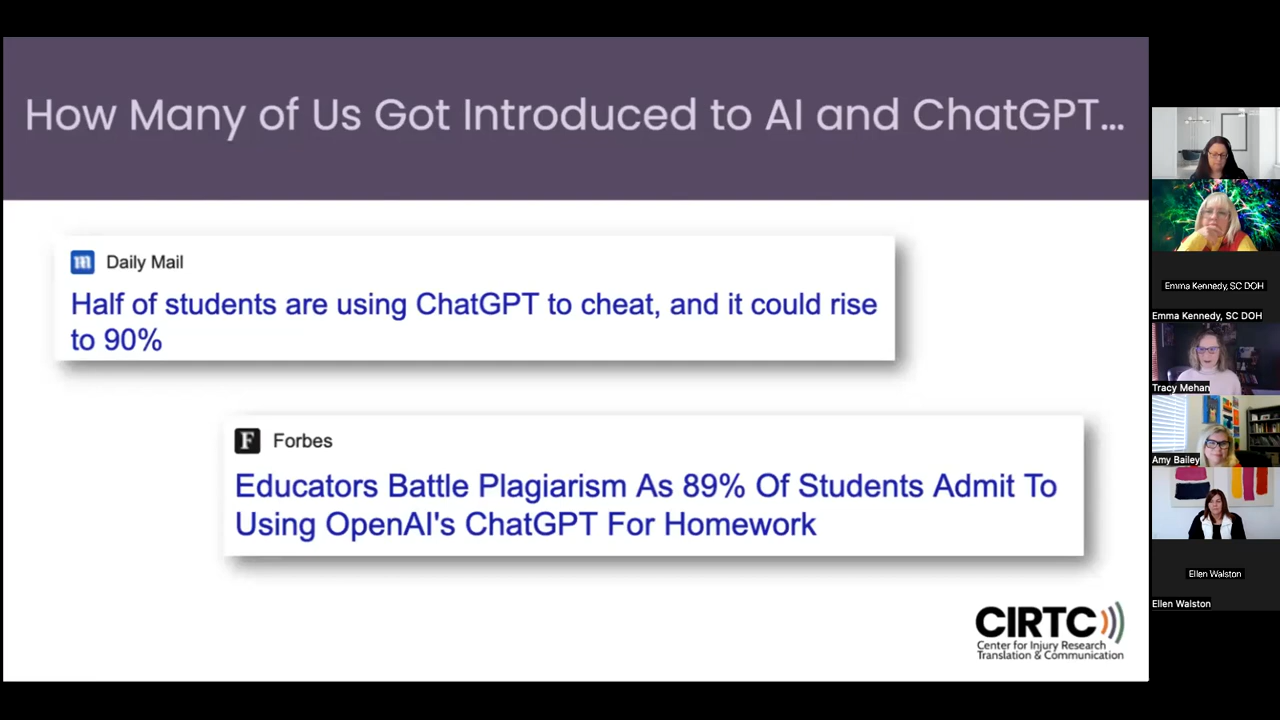 How Many of Us Got Introduced to AI and ChatGPT...
Daily Mail
Half of students are using ChatGPT to cheat, and it could rise
to 90%
Forbes
Educators Battle Plagiarism As 89% Of Students Admit To
Using OpenAI's ChatGPT For Homework
CIRTC
Center for Injury Research
Translation & Communication
Emma Kennedy, SC DOH
Emma Kennedy, SC DOH
Tracy Mehan
Amy Bailey
Ellen Walston
Ellen Walston